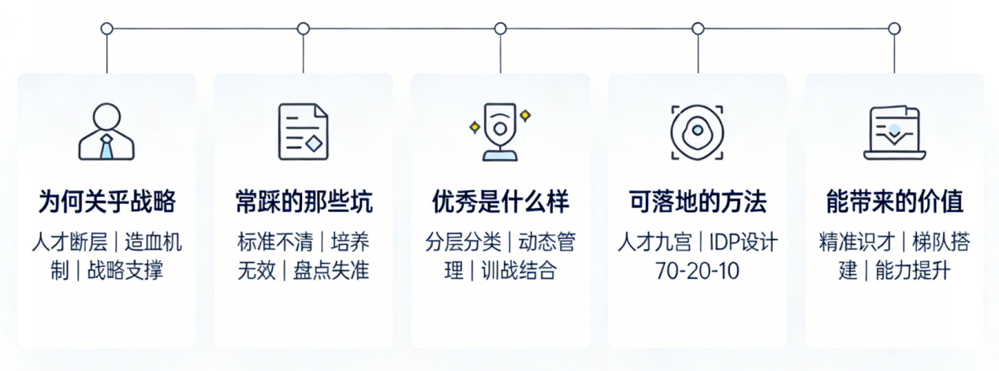 为何关乎战略
人才断层 | 造血机
制 | 战略支撑
常踩的那些坑
标准不清 | 培养
无效 | 盘点失准
优秀是什么样
分层分类 | 动态管
理 | 训战结合
可落地的方法
人才九宫 | IDP设计
70-20-10
能带来的价值
精准识才 | 梯队搭
建 | 能力提升